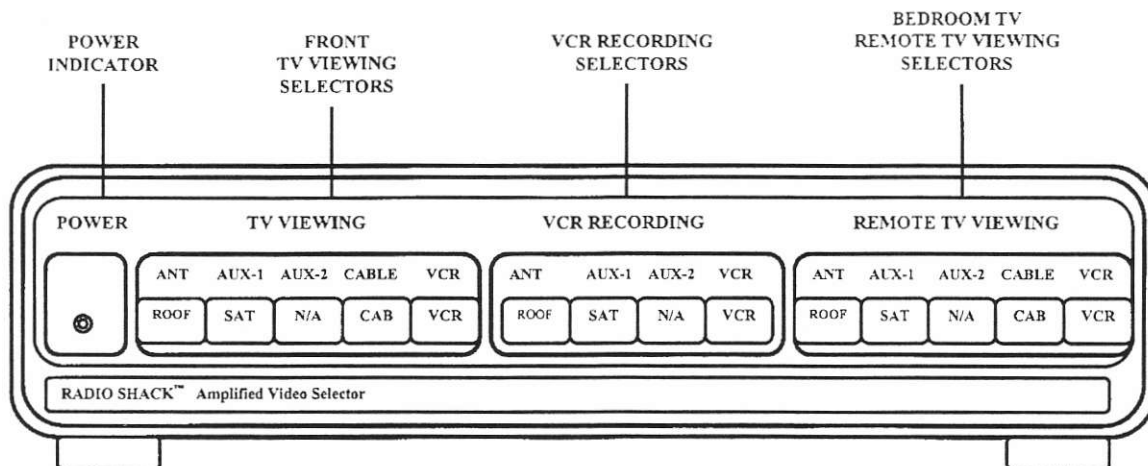 POWER
INDICATOR
FRONT
TV VIEWING
SELECTORS
VCR RECORDING
SELECTORS
BEDROOM TV
REMOTE TV VIEWING
SELECTORS
POWER TV VIEWING VCR RECORDING REMOTE TV VIEWING
ANT AUX-1 AUX-2 CABLE VCR ANT AUX-1 AUX-2 VCR ANT AUX-1 AUX-2 CABLE VCR
ROOF SAT N/A CAB VCR ROOF SAT N/A VCR ROOF SAT N/A CAB VCR
RADIO SHACK™ Amplified Video Selector